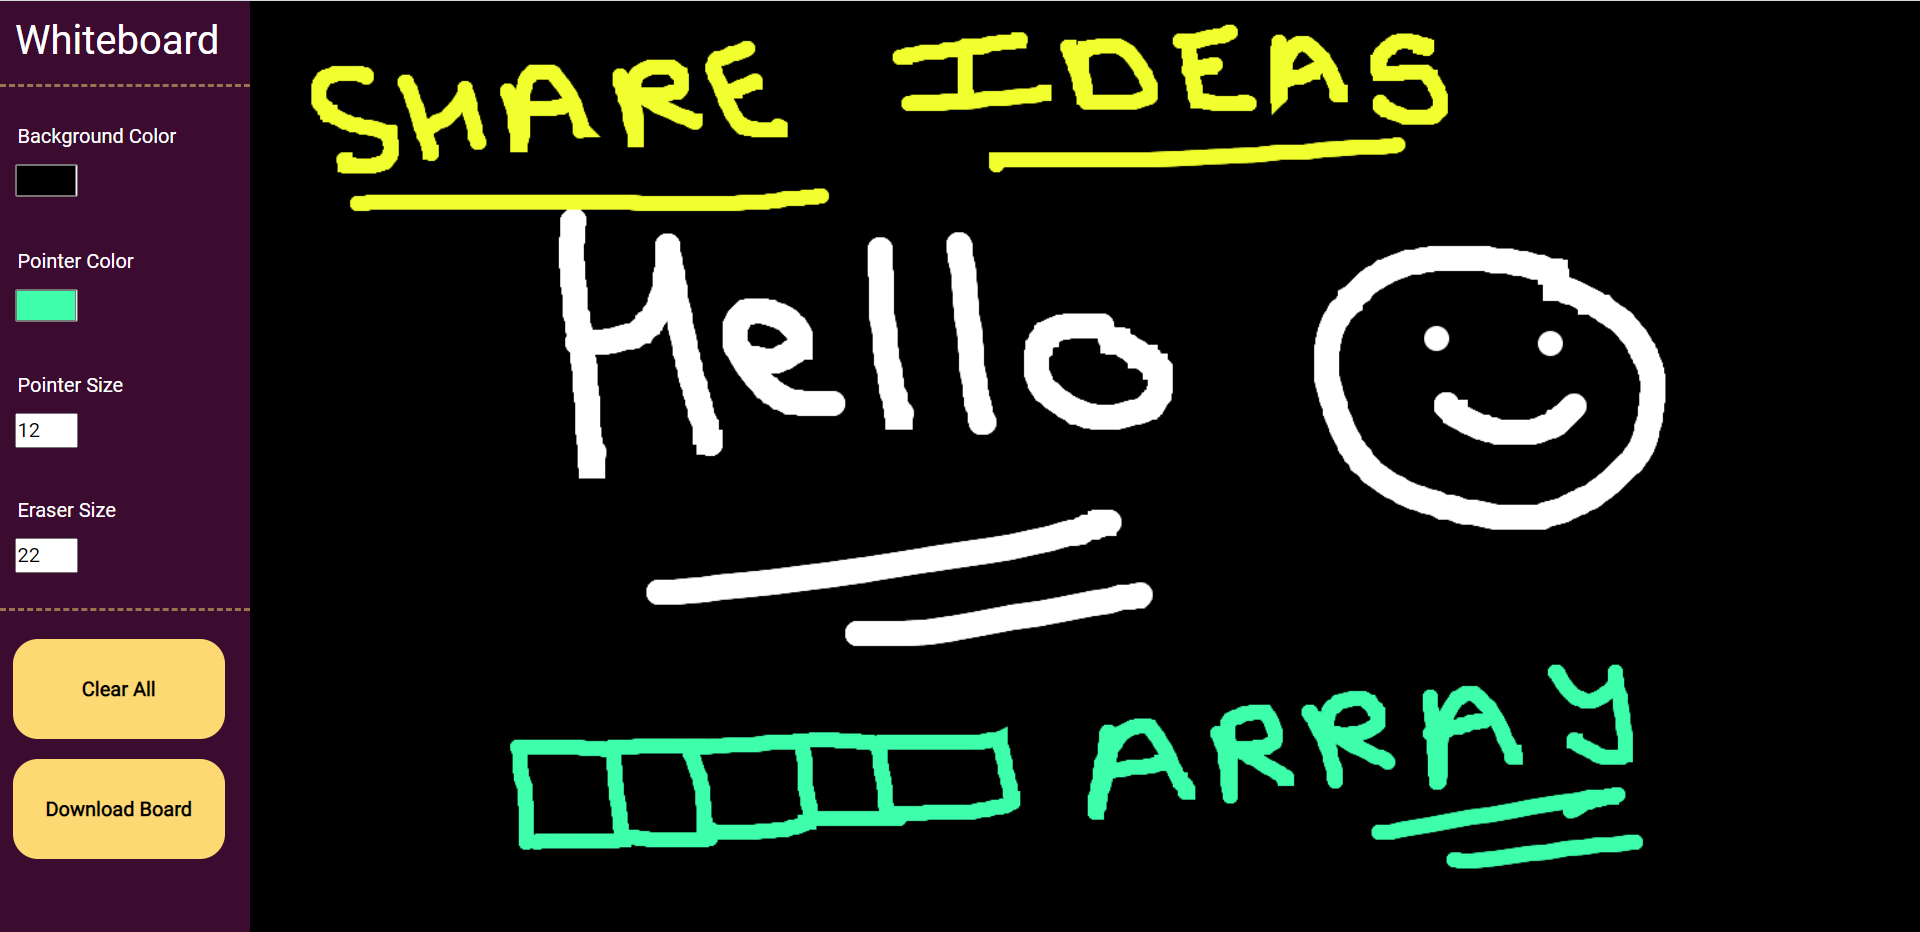 Whiteboard
Background Color
Pointer Color
Pointer Size
12
Eraser Size
22
Clear All
Download Board
SHARE IDEAS
Hello
ARRAY